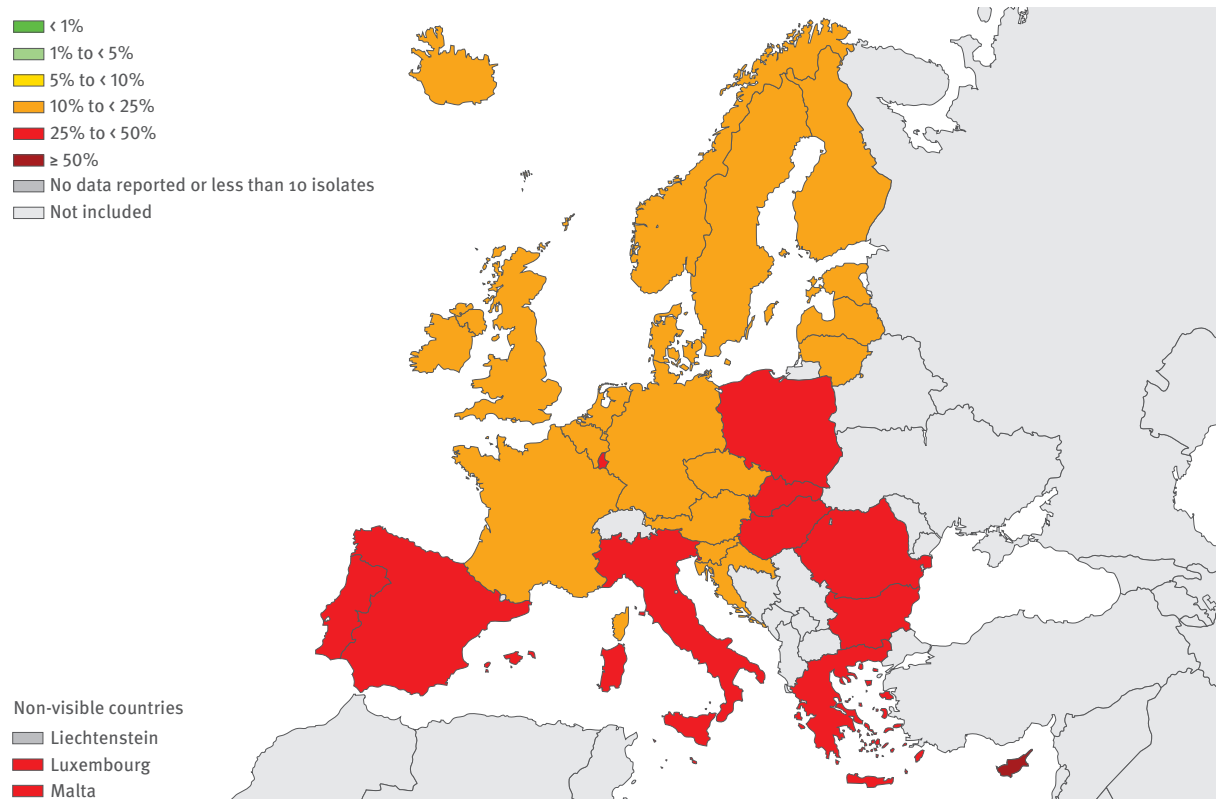 ‹ 1%
1% to ‹ 5%
5% to ‹ 10%
10% to ‹ 25%
25% to ‹ 50%
≥ 50%
No data reported or less than 10 isolates
Not included
Non-visible countries
Liechtenstein
Luxembourg
Malta